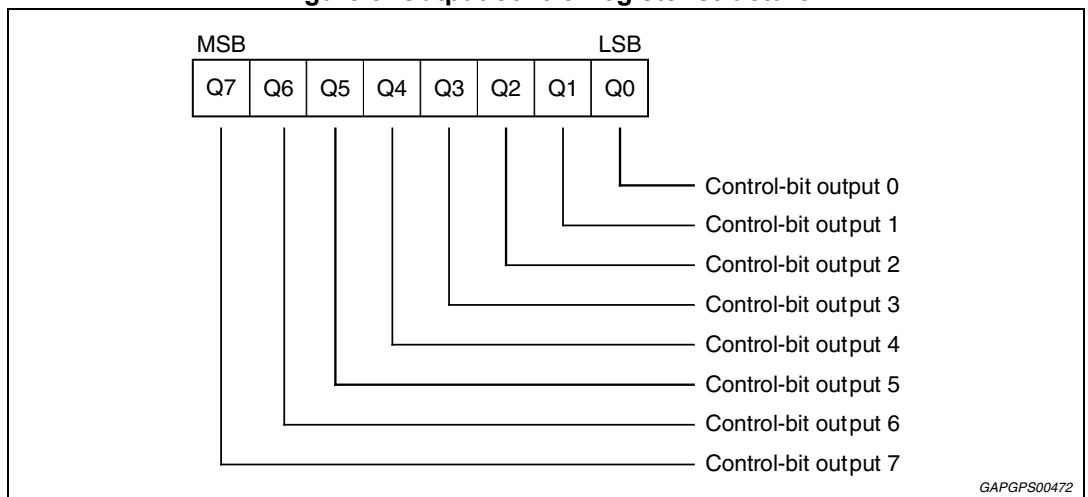 MSB LSB
Q7 Q6 Q5 Q4 Q3 Q2 Q1 Q0
Control-bit output 0
Control-bit output 1
Control-bit output 2
Control-bit output 3
Control-bit output 4
Control-bit output 5
Control-bit output 6
Control-bit output 7
GAPGPS00472